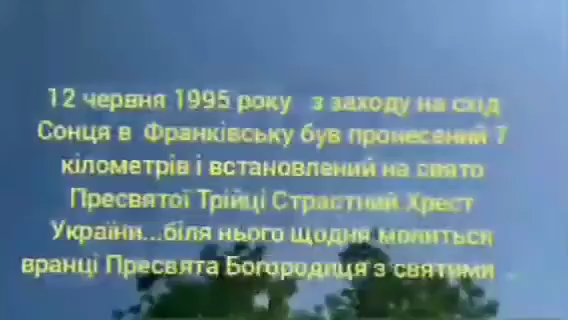 12 червня 1995 року з заходу на схід
Сонця в Франківську був пронесений 7
кілометрів і встановлений на свято
Пресвятої Трійці Страстний Хрест
України...біля нього щодня молиться
вранці Пресвята Богородиця з святими